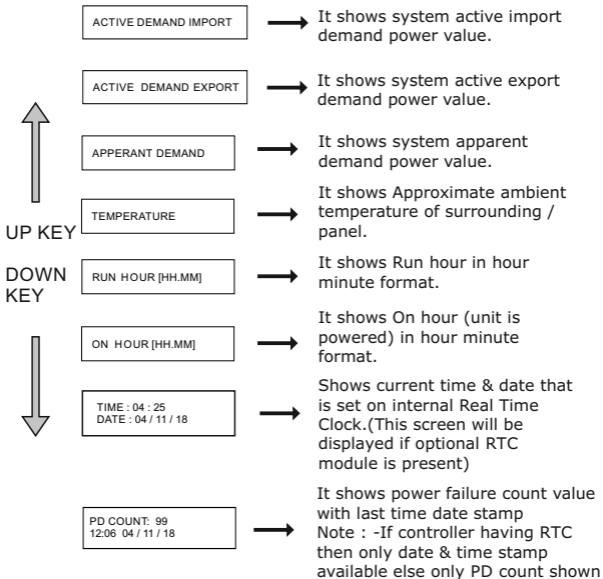 ACTIVE DEMAND IMPORT
It shows system active import
demand power value.
ACTIVE DEMAND EXPORT
It shows system active export
demand power value.
APPERANT DEMAND
It shows system apparent
demand power value.
TEMPERATURE
It shows Approximate ambient
temperature of surrounding /
panel.
UP KEY
DOWN
KEY
RUN HOUR [HH.MM]
It shows Run hour in hour
minute format.
ON HOUR [HH.MM]
It shows On hour (unit is
powered) in hour minute
format.
TIME : 04 : 25
DATE : 04 / 11 / 18
Shows current time & date that
is set on internal Real Time
Clock.(This screen will be
displayed if optional RTC
module is present)
PD COUNT: 99
12:06 04 / 11 / 18
It shows power failure count value
with last time date stamp
Note : -If controller having RTC
then only date & time stamp
available else only PD count shown